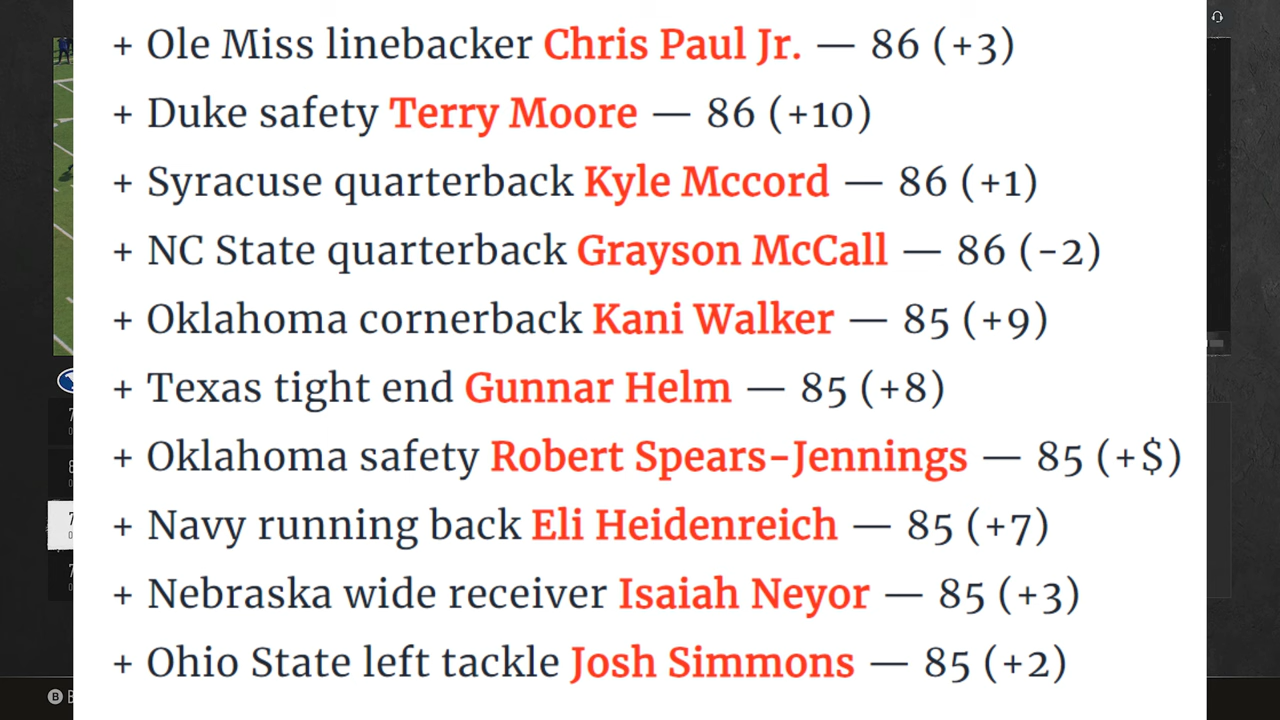 + Ole Miss linebacker Chris Paul Jr. — 86 (+3)
+ Duke safety Terry Moore — 86 (+10)
+ Syracuse quarterback Kyle Mccord — 86 (+1)
+ NC State quarterback Grayson McCall — 86 (-2)
+ Oklahoma cornerback Kani Walker — 85 (+9)
+ Texas tight end Gunnar Helm — 85 (+8)
+ Oklahoma safety Robert Spears-Jennings — 85 (+$)
+ Navy running back Eli Heidenreich — 85 (+7)
+ Nebraska wide receiver Isaiah Neyor — 85 (+3)
+ Ohio State left tackle Josh Simmons — 85 (+2)
B